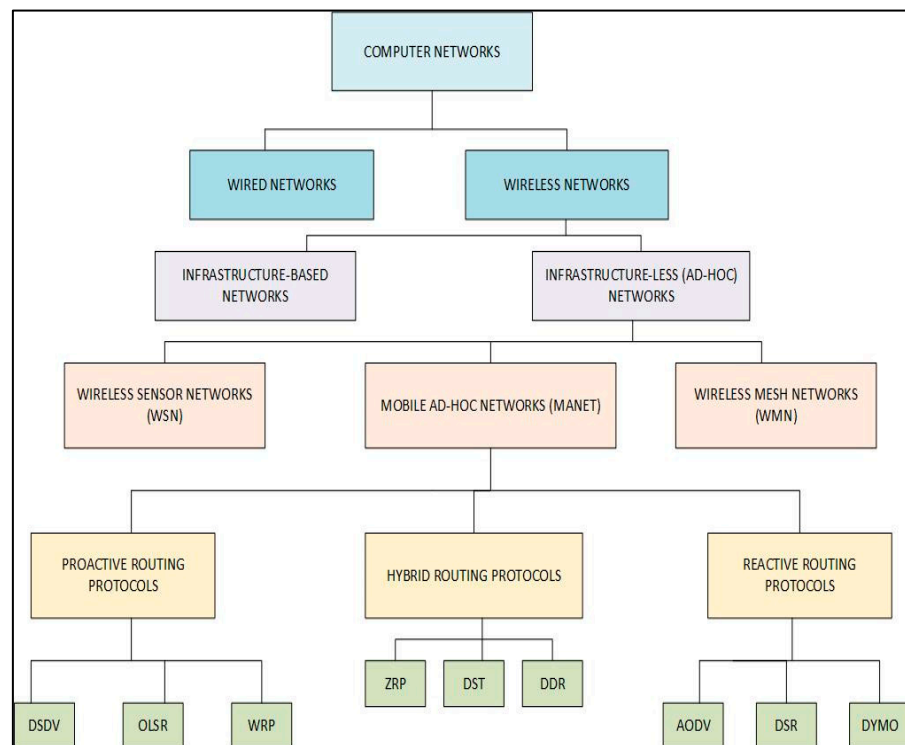 COMPUTER NETWORKS
WIRED NETWORKS
WIRELESS NETWORKS
INFRASTRUCTURE-BASED
NETWORKS
INFRASTRUCTURE-LESS (AD-HOC)
NETWORKS
WIRELESS SENSOR NETWORKS
(WSN)
MOBILE AD-HOC NETWORKS (MANET)
WIRELESS MESH NETWORKS
(WMN)
PROACTIVE ROUTING
PROTOCOLS
HYBRID ROUTING PROTOCOLS
REACTIVE ROUTING
PROTOCOLS
ZRP
DST
DDR
DSDV
OLSR
WRP
AODV
DSR
DYMO